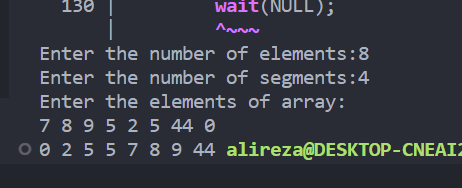 130 | wait(NULL);
| ^~~~
Enter the number of elements:8
Enter the number of segments:4
Enter the elements of array:
7 8 9 5 2 5 44 0
0 2 5 5 7 8 9 44 alireza@DESKTOP-CNEAI2